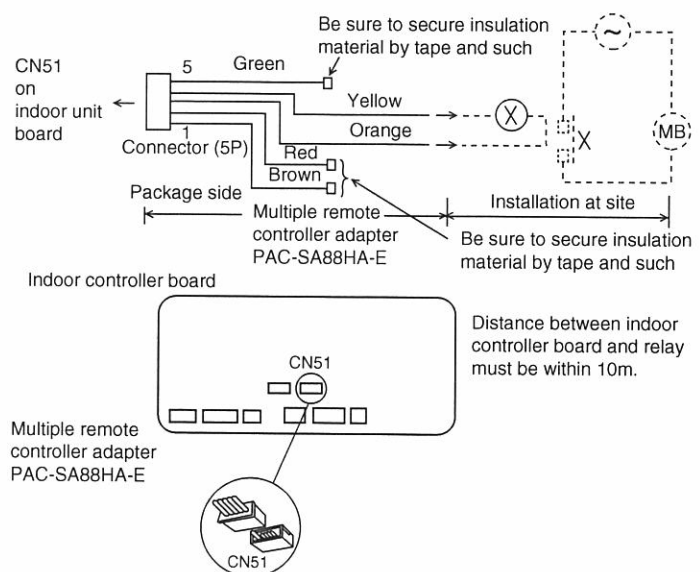 Be sure to secure insulation
material by tape and such
CN51
on
indoor unit
board
5
Green
Yellow
Orange
X
X
MB
1
Connector (5P)
Red
Brown
Package side
Multiple remote
controller adapter
PAC-SA88HA-E
Installation at site
Be sure to secure insulation
material by tape and such
Indoor controller board
Distance between indoor
controller board and relay
must be within 10m.
CN51
Multiple remote
controller adapter
PAC-SA88HA-E
CN51